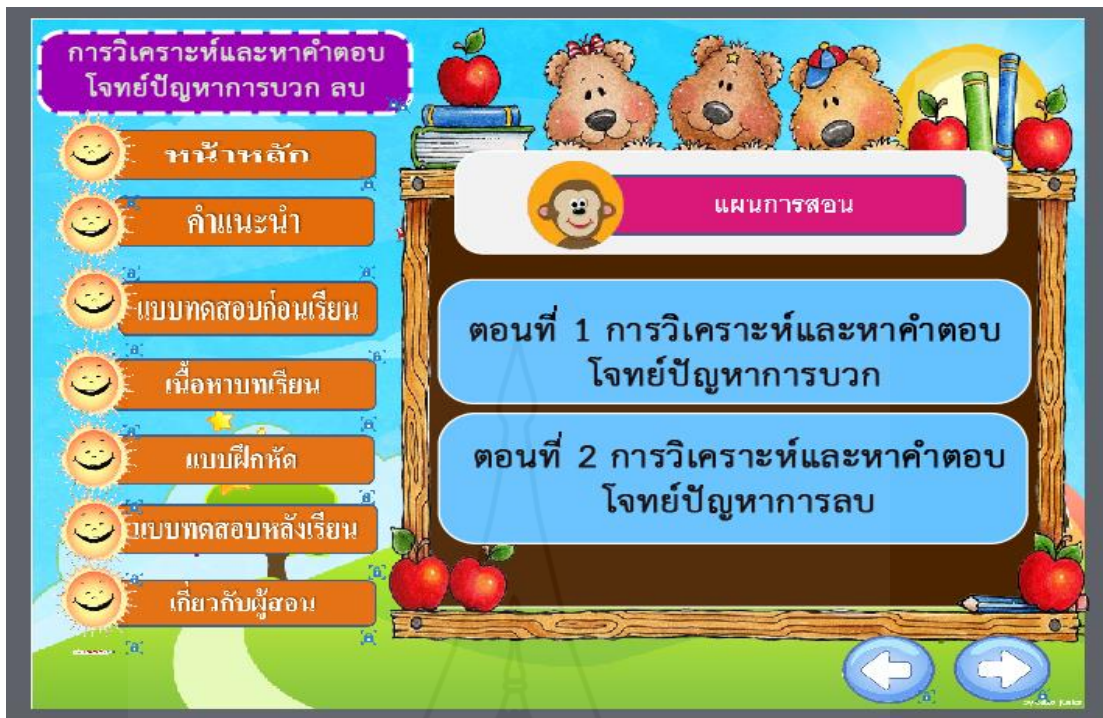 การวิเคราะห์และหาคำตอบ
โจทย์ปัญหาการบวก ลบ
หน้าหลัก
คำแนะนำ
แบบทดสอบก่อนเรียน
เนื้อหาบทเรียน
แบบฝึกหัด
แบบทดสอบหลังเรียน
เกี่ยวกับผู้สอน
แผนการสอน
ตอนที่ 1 การวิเคราะห์และหาคำตอบ
โจทย์ปัญหาการบวก
ตอนที่ 2 การวิเคราะห์และหาคำตอบ
โจทย์ปัญหาการลบ